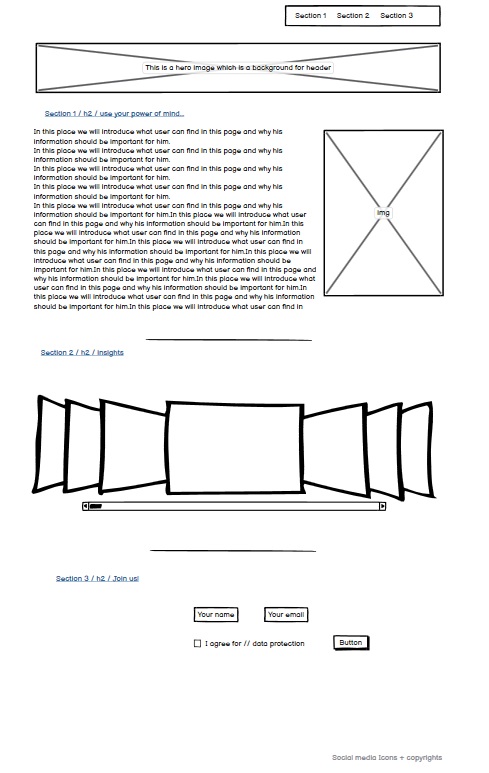 Section 1 Section 2 Section 3
This is a hero image which is a background for header
Section 1 / h2 / use your power of mind...
In this place we will introduce what user can find in this page and why his
information should be important for him.
In this place we will introduce what user can find in this page and why his
information should be important for him.
In this place we will introduce what user can find in this page and why his
information should be important for him.
In this place we will introduce what user can find in this page and why his
information should be important for him.
In this place we will introduce what user can find in this page and why his
information should be important for him.In this place we will introduce what user
can find in this page and why his information should be important for him.In this
place we will introduce what user can find in this page and why his information
should be important for him.In this place we will introduce what user can find in
this page and why his information should be important for him.In this place we will
introduce what user can find in this page and why his information should be
important for him.In this place we will introduce what user can find in this page and
why his information should be important for him.In this place we will introduce what
user can find in this page and why his information should be important for him.In
this place we will introduce what user can find in this page and why his information
should be important for him.In this place we will introduce what user can find in
img
Section 2 / h2 / Insights
Section 3 / h2 / Join us!
Your name Your email
I agree for // data protection Button
Social media Icons + copyrights